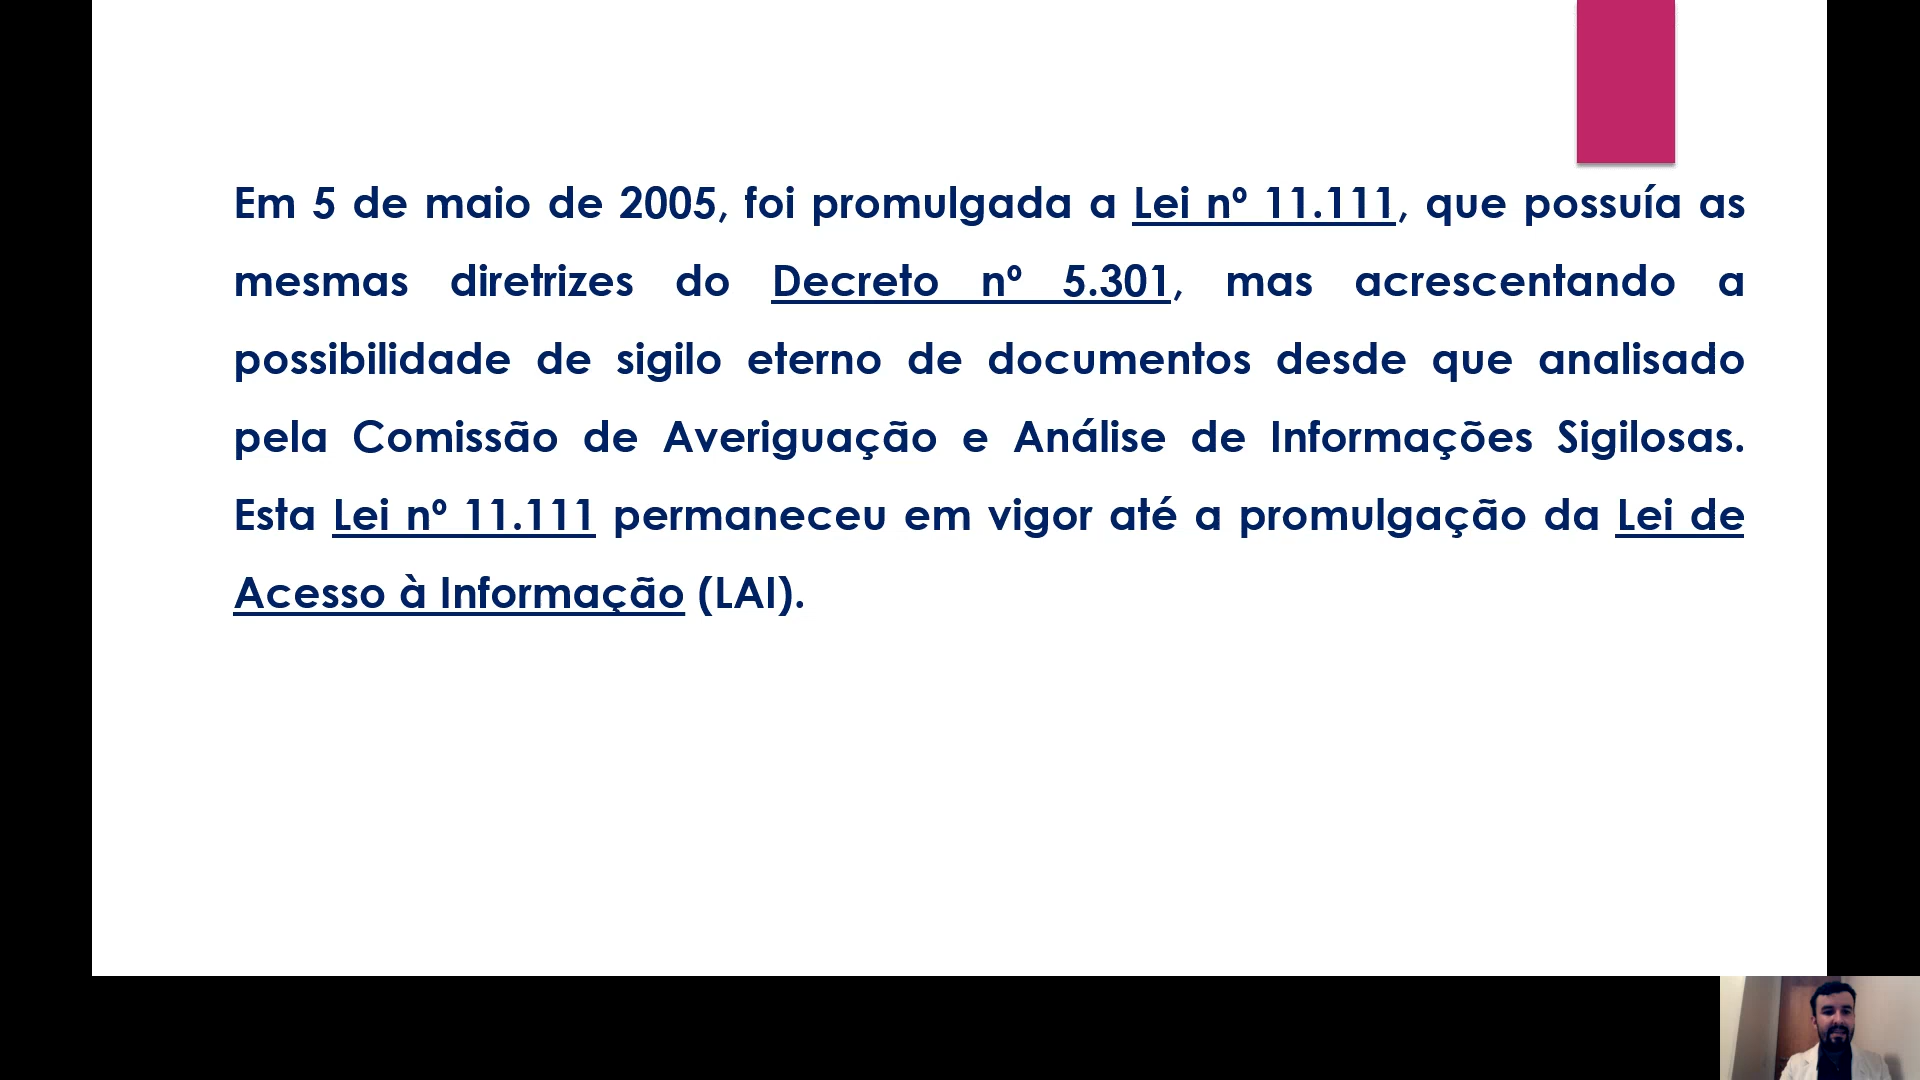 Em 5 de maio de 2005, foi promulgada a Lei nº 11.111, que possuía as
mesmas diretrizes do Decreto nº 5.301, mas acrescentando a
possibilidade de sigilo eterno de documentos desde que analisado
pela Comissão de Averiguação e Análise de Informações Sigilosas.
Esta Lei nº 11.111 permaneceu em vigor até a promulgação da Lei de
Acesso à Informação (LAI).